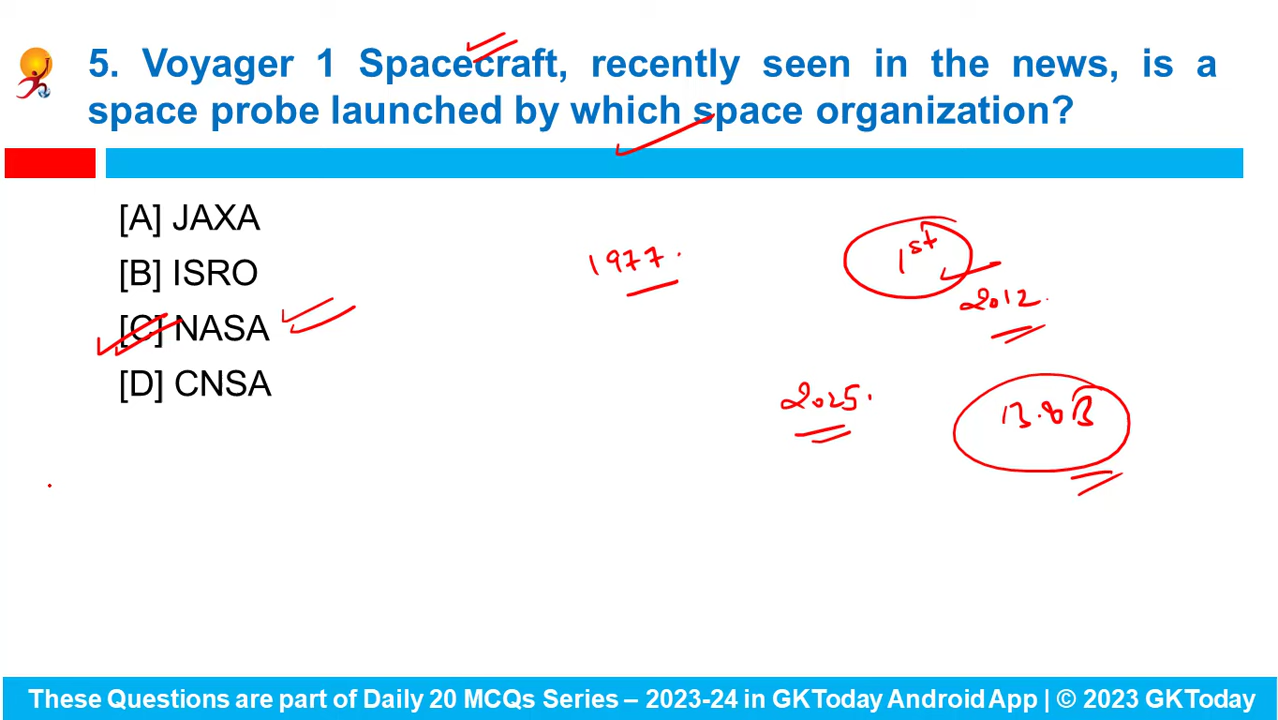 5. Voyager 1 Spacecraft, recently seen in the news, is a
space probe launched by which space organization?
[A] JAXA
[B] ISRO
[C] NASA
[D] CNSA
1977.
1st
2012.
2025.
13.8B
These Questions are part of Daily 20 MCQs Series – 2023-24 in GKToday Android App | © 2023 GKToday